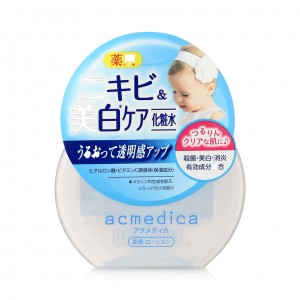 薬用
ニキビ&
美白ケア化粧水
うるおって透明感アップ
つるりん
クリアな肌に♪
殺菌・美白・消炎
有効成分 合
ヒアルロン酸・ビタミンC誘導体(保湿成分)
acmedica
アラメディカ
薬用 ローション